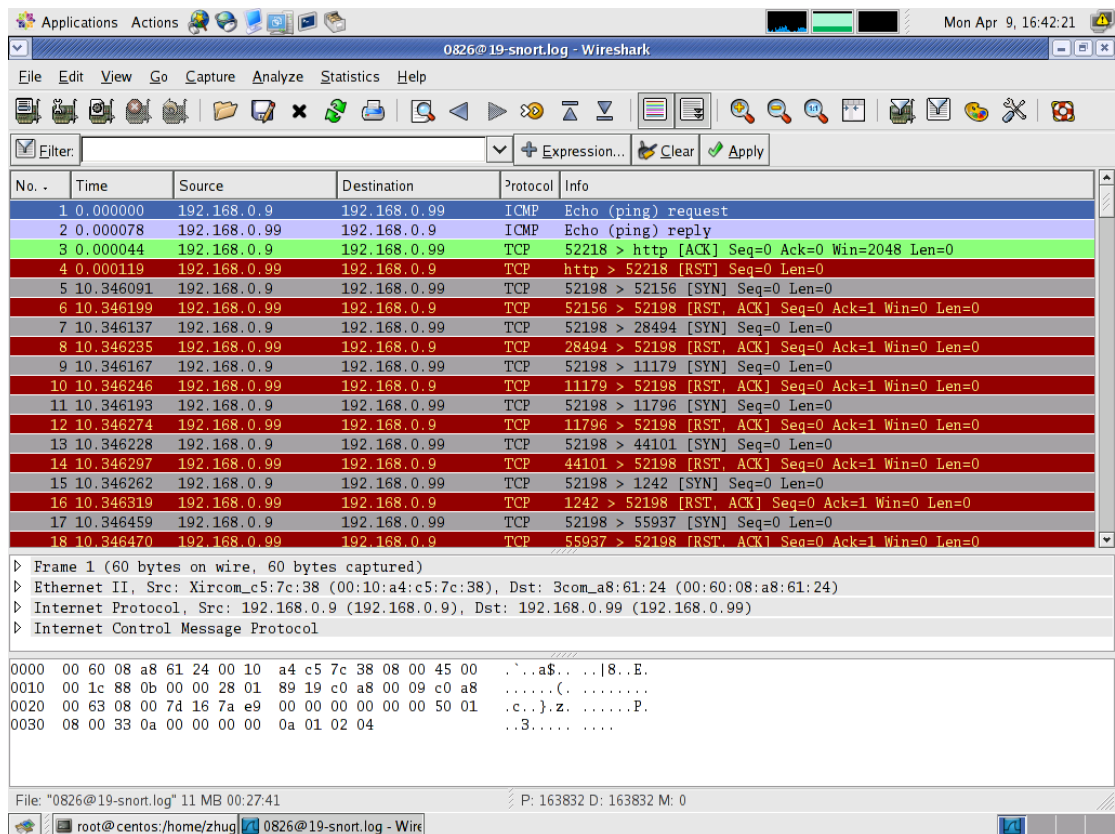 Applications Actions Mon Apr 9, 16:42:21
0826@19-snort.log - Wireshark
File Edit View Go Capture Analyze Statistics Help
Filter: Expression... Clear Apply
No. Time Source Destination Protocol Info
1 0.000000 192.168.0.9 192.168.0.99 ICMP Echo (ping) request
2 0.000078 192.168.0.99 192.168.0.9 ICMP Echo (ping) reply
3 0.000044 192.168.0.9 192.168.0.99 TCP 52218 > http [ACK] Seq=0 Ack=0 Win=2048 Len=0
4 0.000119 192.168.0.99 192.168.0.9 TCP http > 52218 [RST] Seq=0 Len=0
5 10.346091 192.168.0.9 192.168.0.99 TCP 52198 > 52156 [SYN] Seq=0 Len=0
6 10.346199 192.168.0.99 192.168.0.9 TCP 52156 > 52198 [RST, ACK] Seq=0 Ack=1 Win=0 Len=0
7 10.346137 192.168.0.9 192.168.0.99 TCP 52198 > 28494 [SYN] Seq=0 Len=0
8 10.346235 192.168.0.99 192.168.0.9 TCP 28494 > 52198 [RST, ACK] Seq=0 Ack=1 Win=0 Len=0
9 10.346167 192.168.0.9 192.168.0.99 TCP 52198 > 11179 [SYN] Seq=0 Len=0
10 10.346246 192.168.0.99 192.168.0.9 TCP 11179 > 52198 [RST, ACK] Seq=0 Ack=1 Win=0 Len=0
11 10.346193 192.168.0.9 192.168.0.99 TCP 52198 > 11796 [SYN] Seq=0 Len=0
12 10.346274 192.168.0.99 192.168.0.9 TCP 11796 > 52198 [RST, ACK] Seq=0 Ack=1 Win=0 Len=0
13 10.346228 192.168.0.9 192.168.0.99 TCP 52198 > 44101 [SYN] Seq=0 Len=0
14 10.346297 192.168.0.99 192.168.0.9 TCP 44101 > 52198 [RST, ACK] Seq=0 Ack=1 Win=0 Len=0
15 10.346262 192.168.0.9 192.168.0.99 TCP 52198 > 1242 [SYN] Seq=0 Len=0
16 10.346319 192.168.0.99 192.168.0.9 TCP 1242 > 52198 [RST, ACK] Seq=0 Ack=1 Win=0 Len=0
17 10.346459 192.168.0.9 192.168.0.99 TCP 52198 > 55937 [SYN] Seq=0 Len=0
18 10.346470 192.168.0.99 192.168.0.9 TCP 55937 > 52198 [RST, ACK] Seq=0 Ack=1 Win=0 Len=0
Frame 1 (60 bytes on wire, 60 bytes captured)
Ethernet II, Src: Xircom_c5:7c:38 (00:10:a4:c5:7c:38), Dst: 3com_a8:61:24 (00:60:08:a8:61:24)
Internet Protocol, Src: 192.168.0.9 (192.168.0.9), Dst: 192.168.0.99 (192.168.0.99)
Internet Control Message Protocol
0000 00 60 08 a8 61 24 00 10 a4 c5 7c 38 08 00 45 00 .`..a$.. ..|8..E.
0010 00 1c 88 0b 00 00 28 01 89 19 c0 a8 00 09 c0 a8 ......(. ........
0020 00 63 08 00 7d 16 7a e9 00 00 00 00 00 00 50 01 .c..}.z. ......P.
0030 08 00 33 0a 00 00 00 00 0a 01 02 04 ..3..... ....
File: "0826@19-snort.log" 11 MB 00:27:41 P: 163832 D: 163832 M: 0
root@centos:/home/zhug 0826@19-snort.log - Wire